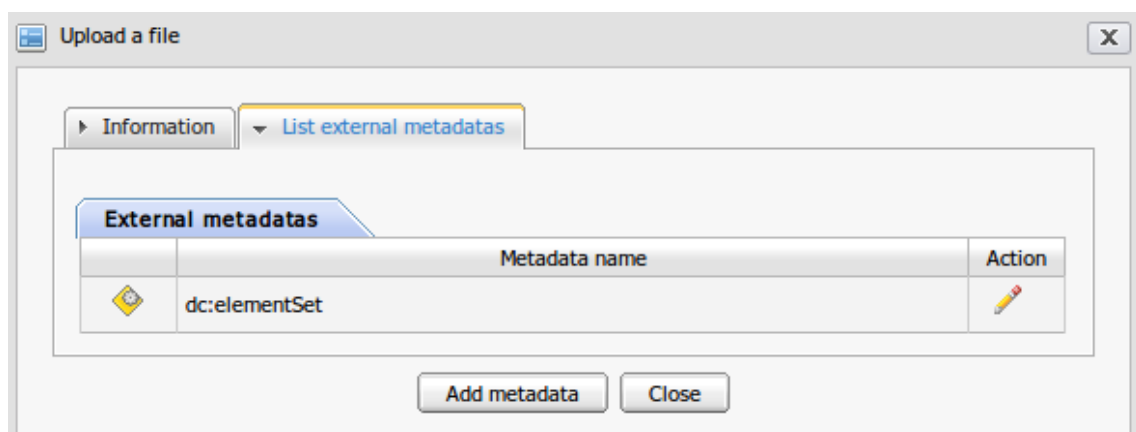 Upload a file
X
Information
List external metadatas
External metadatas
Metadata name Action
dc:elementSet
Add metadata Close